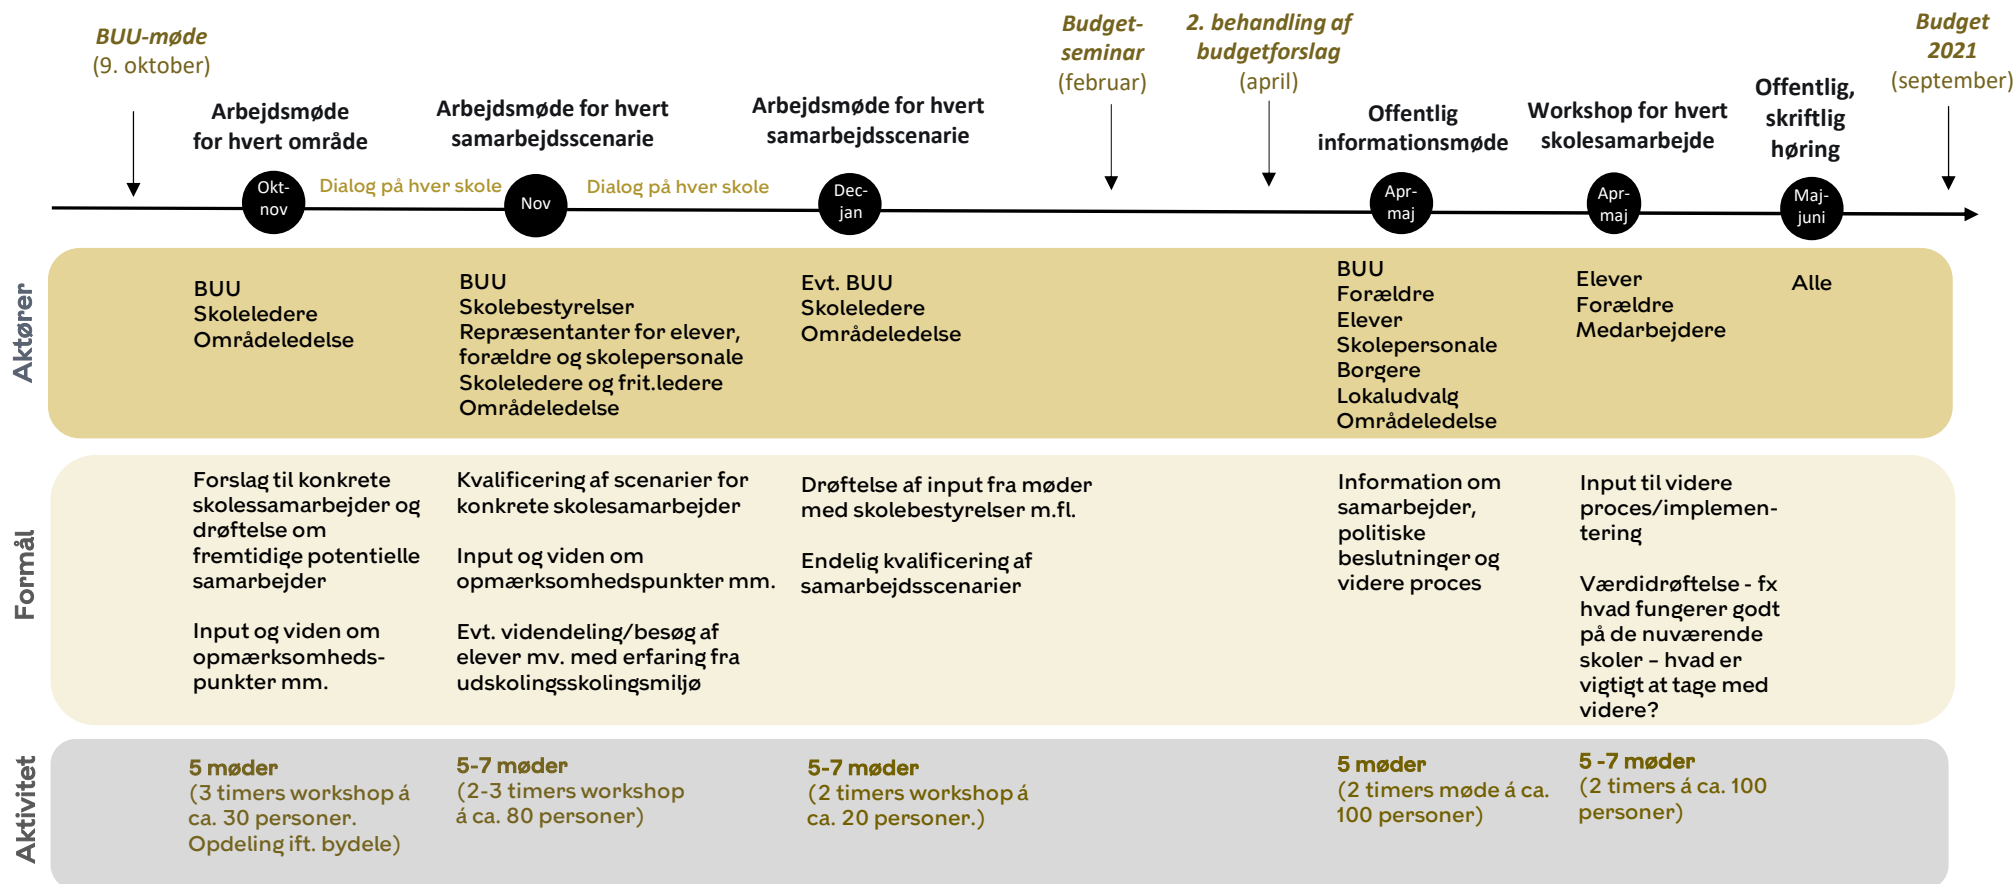 BUU-møde
(9. oktober)
Budget-
seminar
(februar)
2. behandling af
budgetforslag
(april)
Budget
2021
(september)
Arbejdsmøde
for hvert område
Arbejdsmøde for hvert
samarbejdsscenarie
Arbejdsmøde for hvert
samarbejdsscenarie
Offentlig
informationsmøde
Workshop for hvert
skolesamarbejde
Offentlig,
skriftlig
høring
Okt-
nov
Dialog på hver skole
Nov
Dialog på hver skole
Dec-
jan
Apr-
maj
Apr-
maj
Maj-
juni
Aktører
BUU
Skoleledere
Områdeledelse
BUU
Skolebestyrelser
Repræsentanter for elever,
forældre og skolepersonale
Skoleledere og frit.ledere
Områdeledelse
Evt. BUU
Skoleledere
Områdeledelse
BUU
Forældre
Elever
Skolepersonale
Borgere
Lokaludvalg
Områdeledelse
Elever
Forældre
Medarbejdere
Alle
Formål
Forslag til konkrete
skolessamarbejder og
drøftelse om
fremtidige potentielle
samarbejder
Input og viden om
opmærksomheds-
punkter mm.
Kvalificering af scenarier for
konkrete skolesamarbejder
Input og viden om
opmærksomhedspunkter mm.
Evt. videndeling/besøg af
elever mv. med erfaring fra
udskolingsskolingsmiljø
Drøftelse af input fra møder
med skolebestyrelser m.fl.
Endelig kvalificering af
samarbejdsscenarier
Information om
samarbejder,
politiske
beslutninger og
videre proces
Input til videre
proces/implemen-
tering
Værdidrøftelse - fx
hvad fungerer godt
på de nuværende
skoler – hvad er
vigtigt at tage med
videre?
Aktivitet
5 møder
(3 timers workshop á
ca. 30 personer.
Opdeling ift. bydele)
5-7 møder
(2-3 timers workshop
á ca. 80 personer)
5-7 møder
(2 timers workshop á
ca. 20 personer.)
5 møder
(2 timers møde á ca.
100 personer)
5 -7 møder
(2 timers á ca. 100
personer)